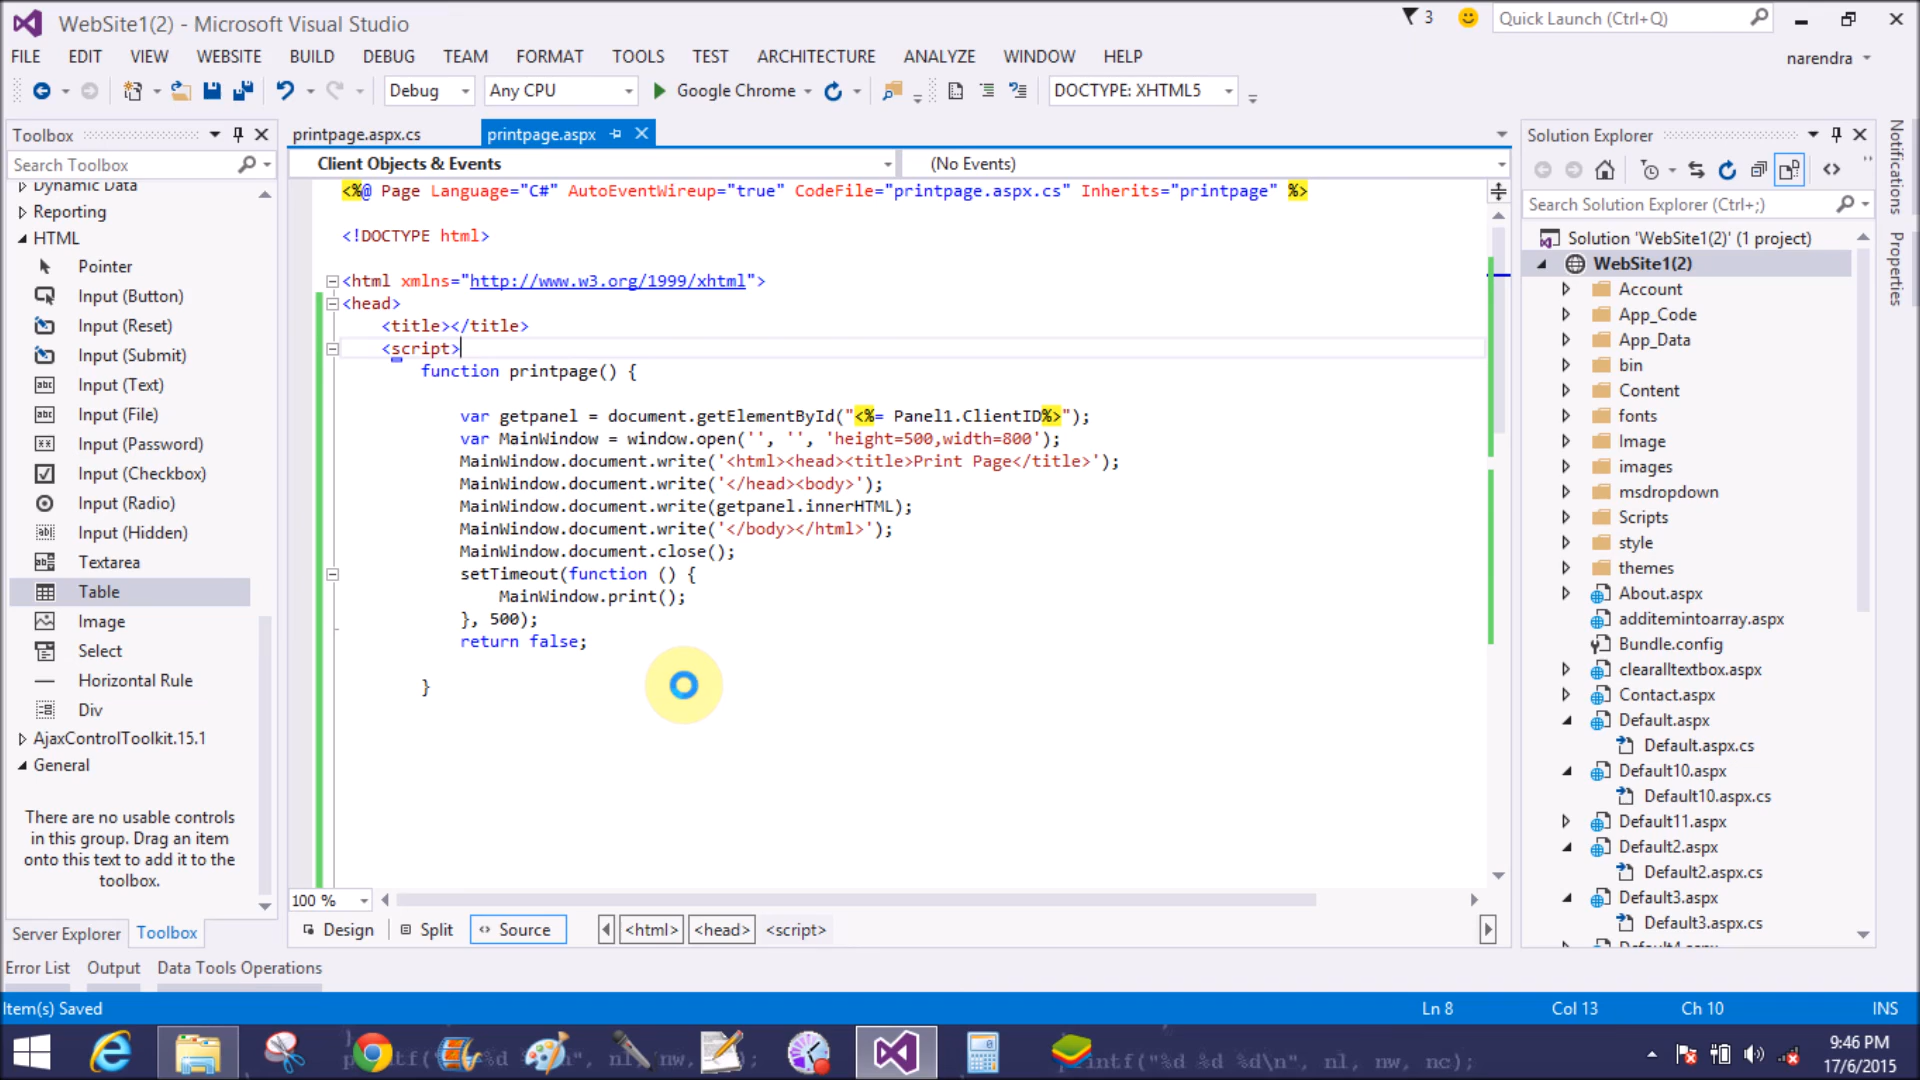 WebSite1(2) - Microsoft Visual Studio
3
Quick Launch (Ctrl+Q)
FILE EDIT VIEW WEBSITE BUILD DEBUG TEAM FORMAT TOOLS TEST ARCHITECTURE ANALYZE WINDOW HELP
narendra
Debug
Any CPU
Google Chrome
DOCTYPE: XHTML5
Toolbox
Search Toolbox
Dynamic Data
Reporting
HTML
Pointer
Input (Button)
Input (Reset)
Input (Submit)
Input (Text)
Input (File)
Input (Password)
Input (Checkbox)
Input (Radio)
Input (Hidden)
Textarea
Table
Image
Select
Horizontal Rule
Div
AjaxControlToolkit.15.1
General
There are no usable controls
in this group. Drag an item
onto this text to add it to the
toolbox.
Server Explorer Toolbox
printpage.aspx.cs
printpage.aspx
Client Objects & Events
(No Events)
<%@ Page Language="C#" AutoEventWireup="true" CodeFile="printpage.aspx.cs" Inherits="printpage" %>
<!DOCTYPE html>
<html xmlns="http://www.w3.org/1999/xhtml">
<head>
<title></title>
<script>
function printpage() {
var getpanel = document.getElementById("<%= Panel1.ClientID%>");
var MainWindow = window.open('', '', 'height=500,width=800');
MainWindow.document.write('<html><head><title>Print Page</title>');
MainWindow.document.write('</head><body>');
MainWindow.document.write(getpanel.innerHTML);
MainWindow.document.write('</body></html>');
MainWindow.document.close();
setTimeout(function () {
MainWindow.print();
}, 500);
return false;
}
100 %
Design Split Source <html> <head> <script>
Solution Explorer
Search Solution Explorer (Ctrl+;)
Solution 'WebSite1(2)' (1 project)
WebSite1(2)
Account
App_Code
App_Data
bin
Content
fonts
Image
images
msdropdown
Scripts
style
themes
About.aspx
additemintoarray.aspx
Bundle.config
clearalltextbox.aspx
Contact.aspx
Default.aspx
Default.aspx.cs
Default10.aspx
Default10.aspx.cs
Default11.aspx
Default2.aspx
Default2.aspx.cs
Default3.aspx
Default3.aspx.cs
Notifications
Properties
Error List Output Data Tools Operations
Item(s) Saved
Ln 8
Col 13
Ch 10
INS
printf("%d %d %d\n", nl, nw, nc);
9:46 PM
17/6/2015